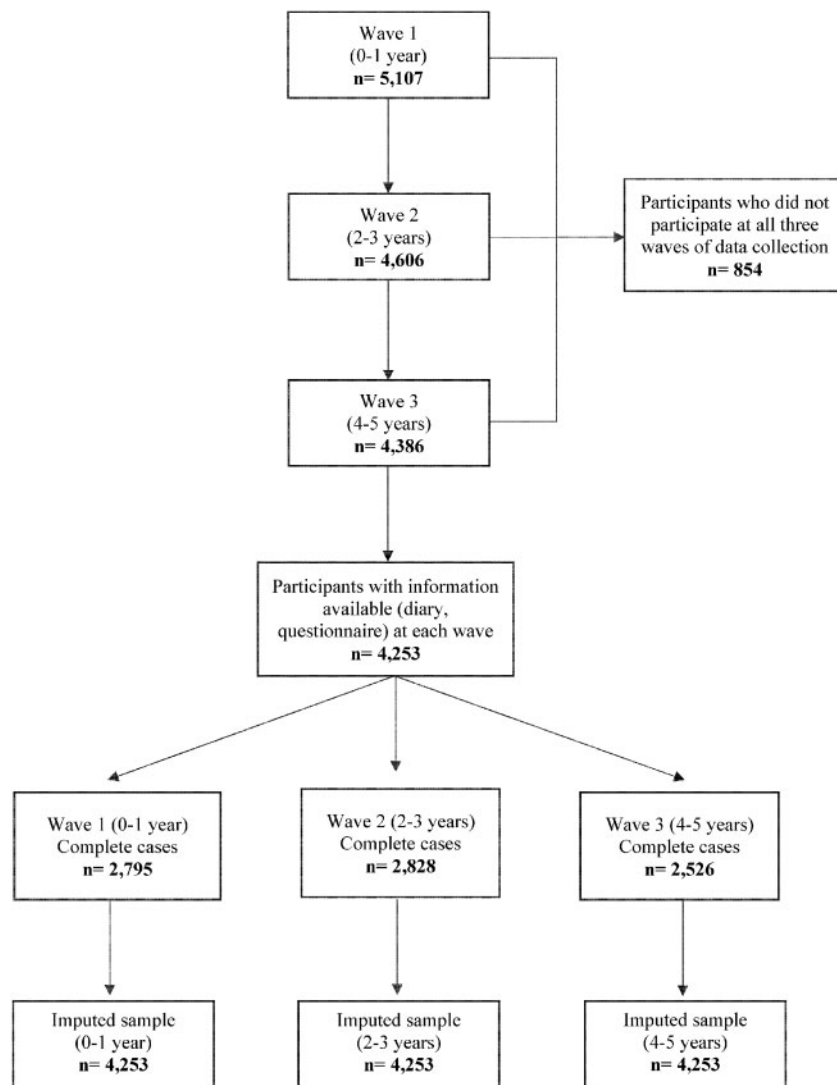 Wave 1
(0-1 year)
n= 5,107
Wave 2
(2-3 years)
n= 4,606
Participants who did not
participate at all three
waves of data collection
n= 854
Wave 3
(4-5 years)
n= 4,386
Participants with information
available (diary,
questionnaire) at each wave
n= 4,253
Wave 1 (0-1 year)
Complete cases
n= 2,795
Wave 2 (2-3 years)
Complete cases
n= 2,828
Wave 3 (4-5 years)
Complete cases
n= 2,526
Imputed sample
(0-1 year)
n= 4,253
Imputed sample
(2-3 years)
n= 4,253
Imputed sample
(4-5 years)
n= 4,253